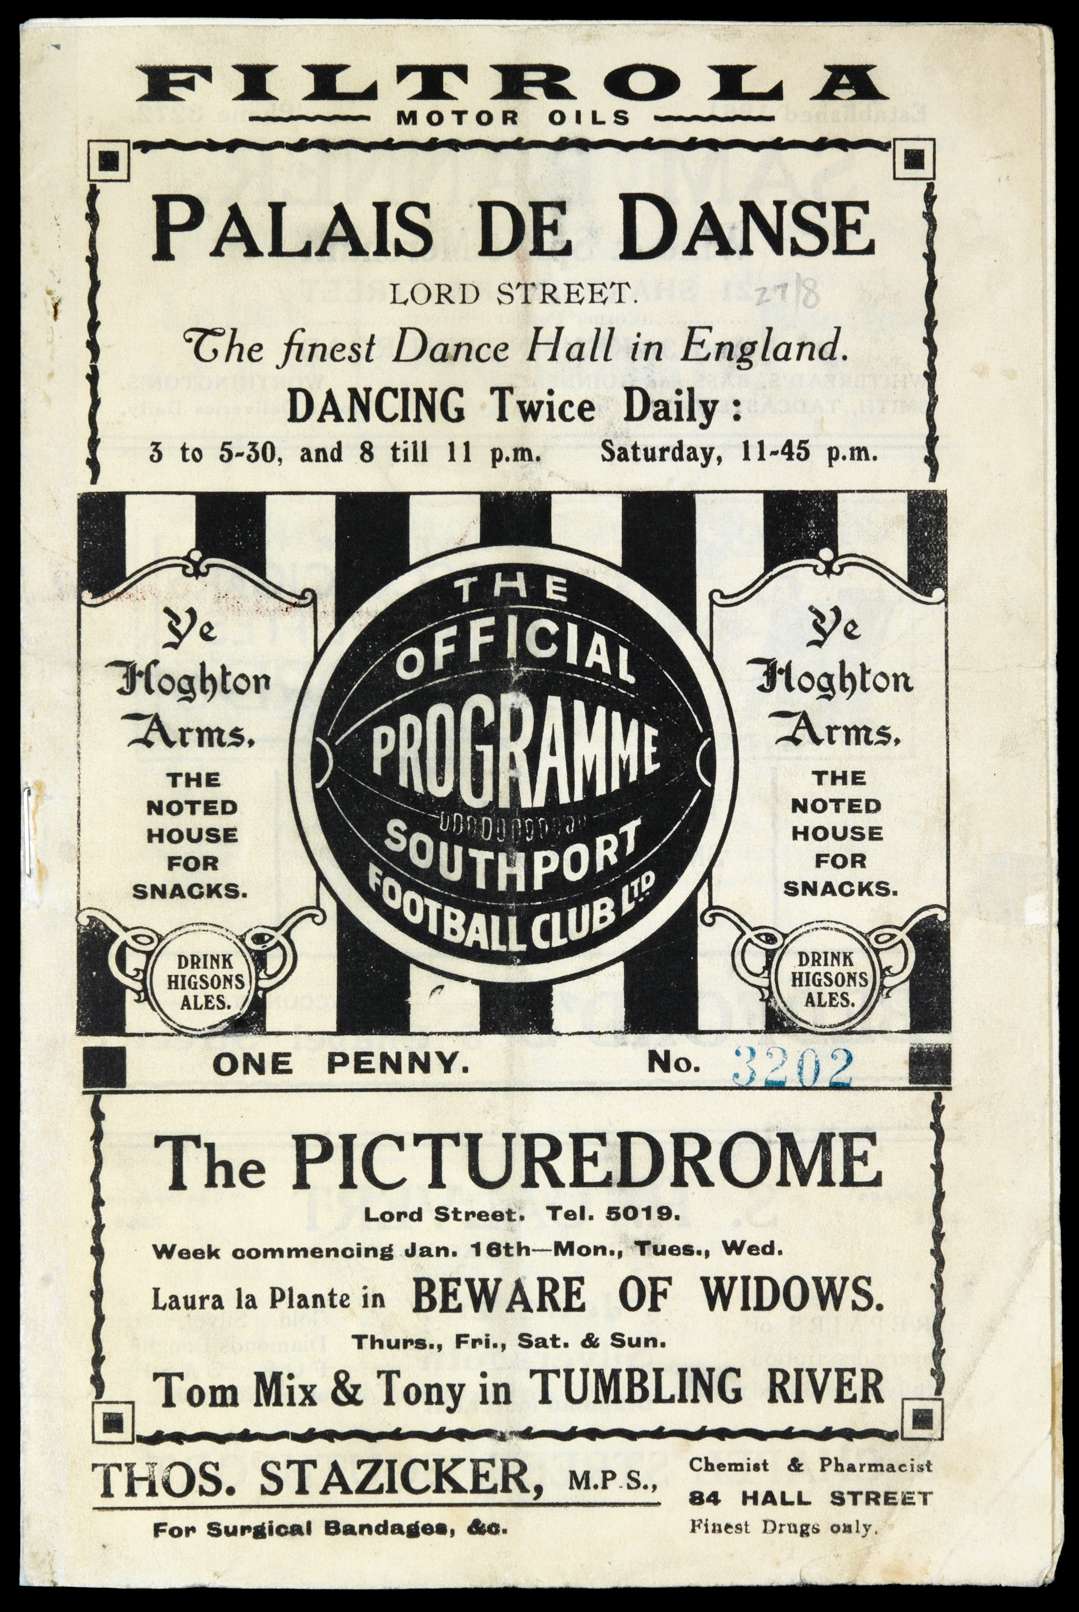 FILTROLA
MOTOR OILS
PALAIS DE DANSE
LORD STREET.
27/8
The finest Dance Hall in England.
DANCING Twice Daily:
3 to 5-30, and 8 till 11 p.m. Saturday, 11-45 p.m.
Ye
Hoghton
Arms.
THE
NOTED
HOUSE
FOR
SNACKS.
DRINK
HIGSONS
ALES.
THE
OFFICIAL
PROGRAMME
SOUTHPORT
FOOTBALL CLUB LTD
Ye
Hoghton
Arms.
THE
NOTED
HOUSE
FOR
SNACKS.
DRINK
HIGSONS
ALES.
ONE PENNY. No. 3202
The PICTUREDROME
Lord Street. Tel. 5019.
Week commencing Jan. 16th—Mon., Tues., Wed.
Laura la Plante in BEWARE OF WIDOWS.
Thurs., Fri., Sat. & Sun.
Tom Mix & Tony in TUMBLING RIVER
THOS. STAZICKER, M.P.S.,
For Surgical Bandages, &c.
Chemist & Pharmacist
84 HALL STREET
Finest Drugs only.